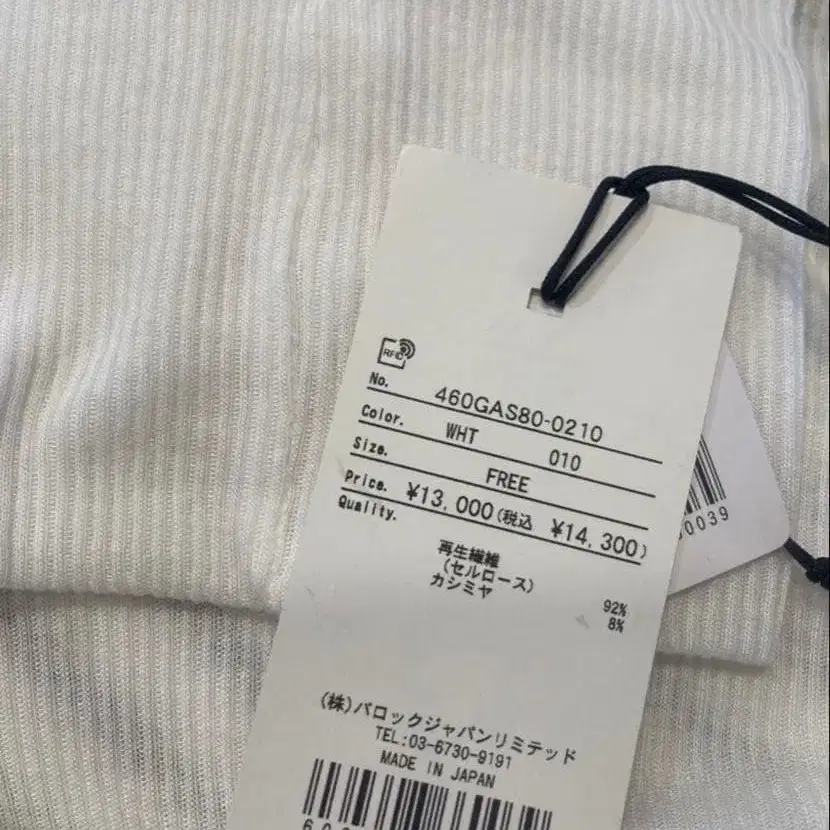 RFID
No. 460GAS80-0210
Color. WHT 010
Size. FREE
Price. ¥13,000(税込 ¥14,300)
Quality.
再生繊維
(セルロース) 92%
カシミヤ 8%
(株)バロックジャパンリミテッド
TEL:03-6730-9191
MADE IN JAPAN
0039